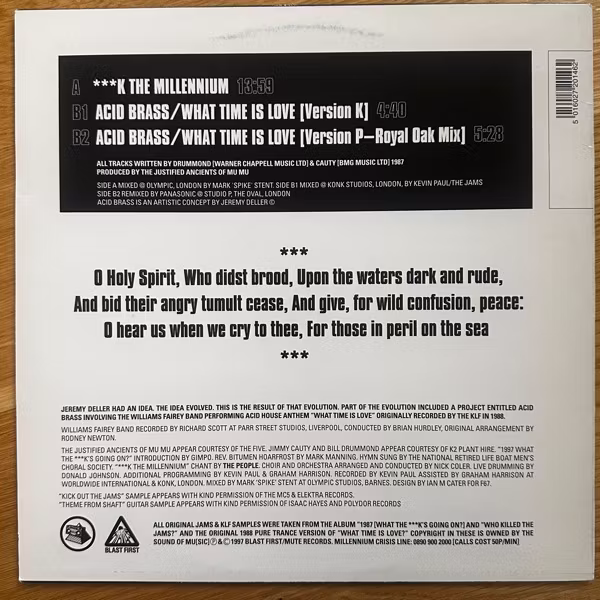 A ***K THE MILLENNIUM 13:59
B1 ACID BRASS/WHAT TIME IS LOVE [Version K] 4:40
B2 ACID BRASS/WHAT TIME IS LOVE [Version P–Royal Oak Mix] 5:28
ALL TRACKS WRITTEN BY DRUMMOND [WARNER CHAPPELL MUSIC LTD] & CAUTY [BMG MUSIC LTD] 1987
PRODUCED BY THE JUSTIFIED ANCIENTS OF MU MU
SIDE A MIXED @ OLYMPIC, LONDON BY MARK 'SPIKE' STENT. SIDE B1 MIXED @ KONK STUDIOS, LONDON, BY KEVIN PAUL/THE JAMS
SIDE B2 REMIXED BY PANASONIC @ STUDIO P, THE OVAL, LONDON
ACID BRASS IS AN ARTISTIC CONCEPT BY JEREMY DELLER ©
5 016027 201462
***
O Holy Spirit, Who didst brood, Upon the waters dark and rude,
And bid their angry tumult cease, And give, for wild confusion, peace:
O hear us when we cry to thee, For those in peril on the sea
***
JEREMY DELLER HAD AN IDEA. THE IDEA EVOLVED. THIS IS THE RESULT OF THAT EVOLUTION. PART OF THE EVOLUTION INCLUDED A PROJECT ENTITLED ACID
BRASS INVOLVING THE WILLIAMS FAIREY BAND PERFORMING ACID HOUSE ANTHEM "WHAT TIME IS LOVE" ORIGINALLY RECORDED BY THE KLF IN 1988.
WILLIAMS FAIREY BAND RECORDED BY RICHARD SCOTT AT PARR STREET STUDIOS, LIVERPOOL, CONDUCTED BY BRIAN HURDLEY, ORIGINAL ARRANGEMENT BY
RODNEY NEWTON.
THE JUSTIFIED ANCIENTS OF MU MU APPEAR COURTESY OF THE FIVE. JIMMY CAUTY AND BILL DRUMMOND APPEAR COURTESY OF K2 PLANT HIRE. "1997 WHAT
THE ***K'S GOING ON?" INTRODUCTION BY GIMPO. REV. BITUMEN HOARFROST BY MARK MANNING. HYMN SUNG BY THE NATIONAL RETIRED LIFE BOAT MEN'S
CHORAL SOCIETY. "***K THE MILLENNIUM" CHANT BY THE PEOPLE. CHOIR AND ORCHESTRA ARRANGED AND CONDUCTED BY NICK COLER. LIVE DRUMMING BY
DONALD JOHNSON. ADDITIONAL PROGRAMMING BY KEVIN PAUL & GRAHAM HARRISON. RECORDED BY KEVIN PAUL ASSISTED BY GRAHAM HARRISON AT
WORLDWIDE INTERNATIONAL & KONK, LONDON. MIXED BY MARK 'SPIKE' STENT AT OLYMPIC STUDIOS, BARNES. DESIGN BY IAN M CATER FOR F67.
"KICK OUT THE JAMS" SAMPLE APPEARS WITH KIND PERMISSION OF THE MC5 & ELEKTRA RECORDS.
"THEME FROM SHAFT" GUITAR SAMPLE APPEARS WITH KIND PERMISSION OF ISAAC HAYES AND POLYDOR RECORDS
BLAST FIRST
ALL ORIGINAL JAMS & KLF SAMPLES WERE TAKEN FROM THE ALBUM "1987 [WHAT THE ***K'S GOING ON?] AND "WHO KILLED THE
JAMS?" AND THE ORIGINAL 1988 PURE TRANCE VERSION OF "WHAT TIME IS LOVE?" COPYRIGHT IN THESE IS OWNED BY THE
SOUND OF MU[SIC] ℗&©1997 BLAST FIRST/MUTE RECORDS. MILLENNIUM CRISIS LINE: 0890 900 2000 [CALLS COST 50P/MIN]